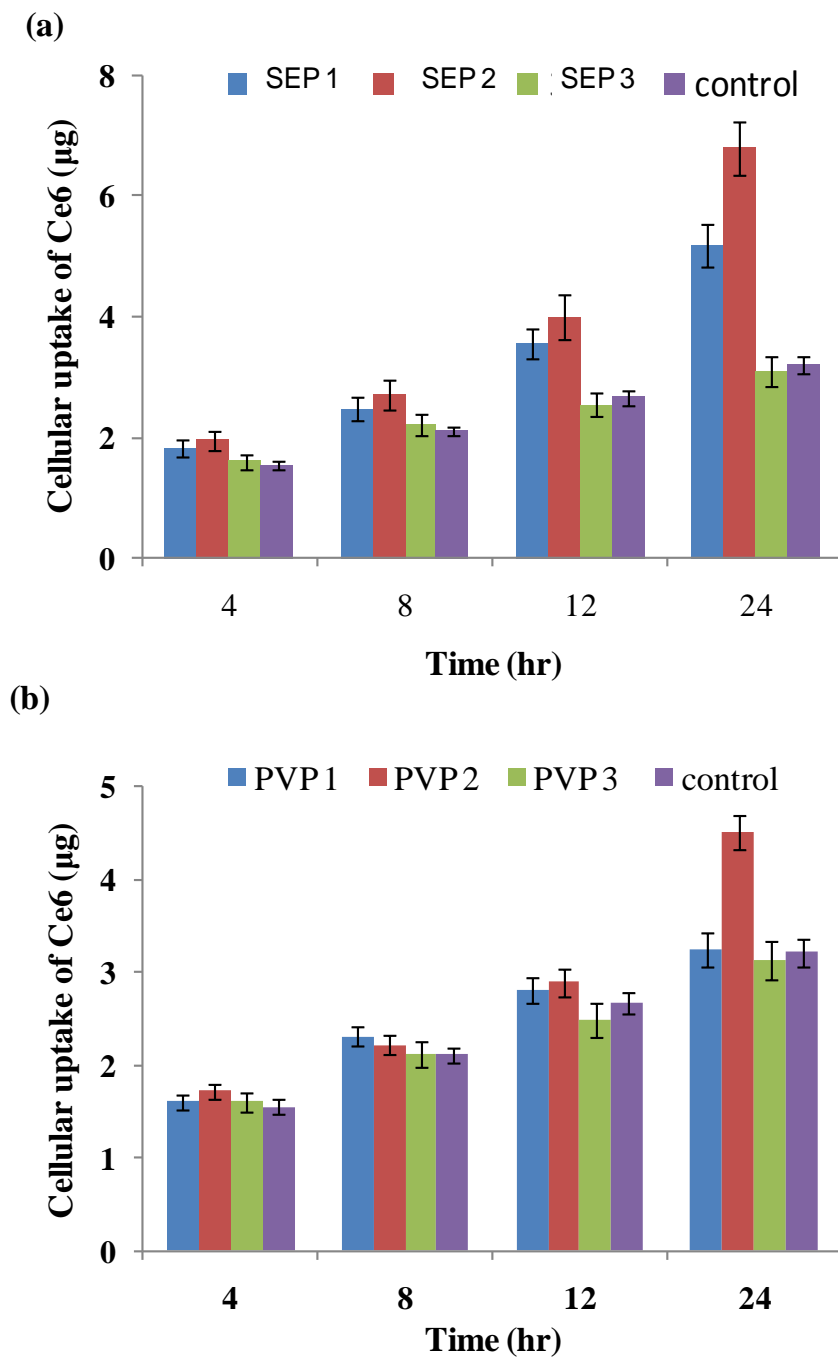 (a)
SEP 1 SEP 2 SEP 3 control
8
6
4
2
0
Cellular uptake of Ce6 (µg)
4 8 12 24
Time (hr)
(b)
PVP 1 PVP 2 PVP 3 control
5
4
3
2
1
0
Cellular uptake of Ce6 (µg)
4 8 12 24
Time (hr)